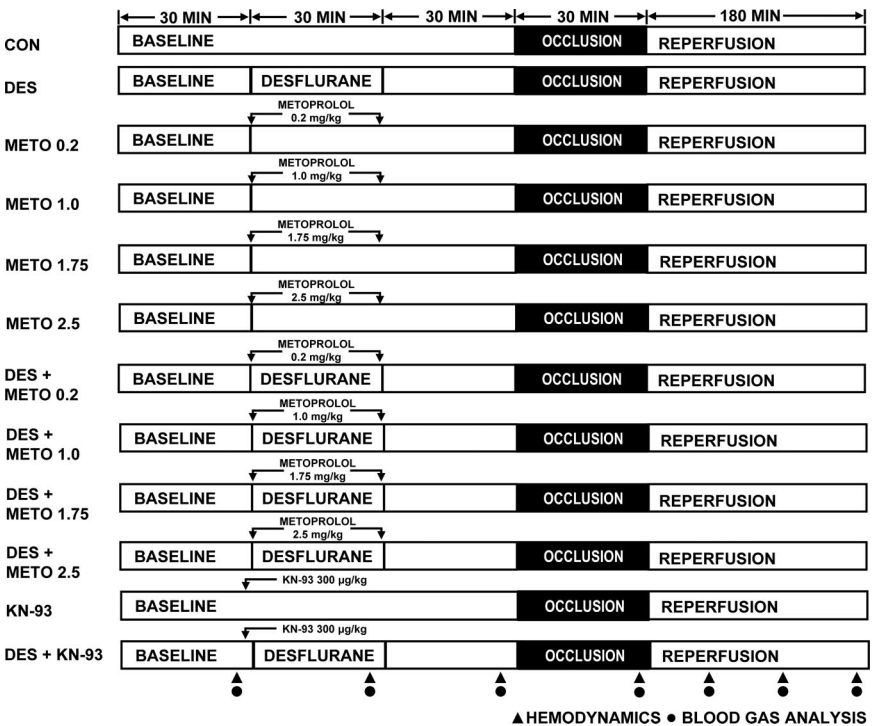 30 MIN 30 MIN 30 MIN 30 MIN 180 MIN
CON BASELINE OCCLUSION REPERFUSION
DES BASELINE DESFLURANE OCCLUSION REPERFUSION
METOPROLOL
0.2 mg/kg
METO 0.2 BASELINE OCCLUSION REPERFUSION
METOPROLOL
1.0 mg/kg
METO 1.0 BASELINE OCCLUSION REPERFUSION
METOPROLOL
1.75 mg/kg
METO 1.75 BASELINE OCCLUSION REPERFUSION
METOPROLOL
2.5 mg/kg
METO 2.5 BASELINE OCCLUSION REPERFUSION
METOPROLOL
0.2 mg/kg
DES +
METO 0.2 BASELINE DESFLURANE OCCLUSION REPERFUSION
METOPROLOL
1.0 mg/kg
DES +
METO 1.0 BASELINE DESFLURANE OCCLUSION REPERFUSION
METOPROLOL
1.75 mg/kg
DES +
METO 1.75 BASELINE DESFLURANE OCCLUSION REPERFUSION
METOPROLOL
2.5 mg/kg
DES +
METO 2.5 BASELINE DESFLURANE OCCLUSION REPERFUSION
KN-93 300 µg/kg
KN-93 BASELINE OCCLUSION REPERFUSION
KN-93 300 µg/kg
DES + KN-93 BASELINE DESFLURANE OCCLUSION REPERFUSION
▲HEMODYNAMICS ● BLOOD GAS ANALYSIS